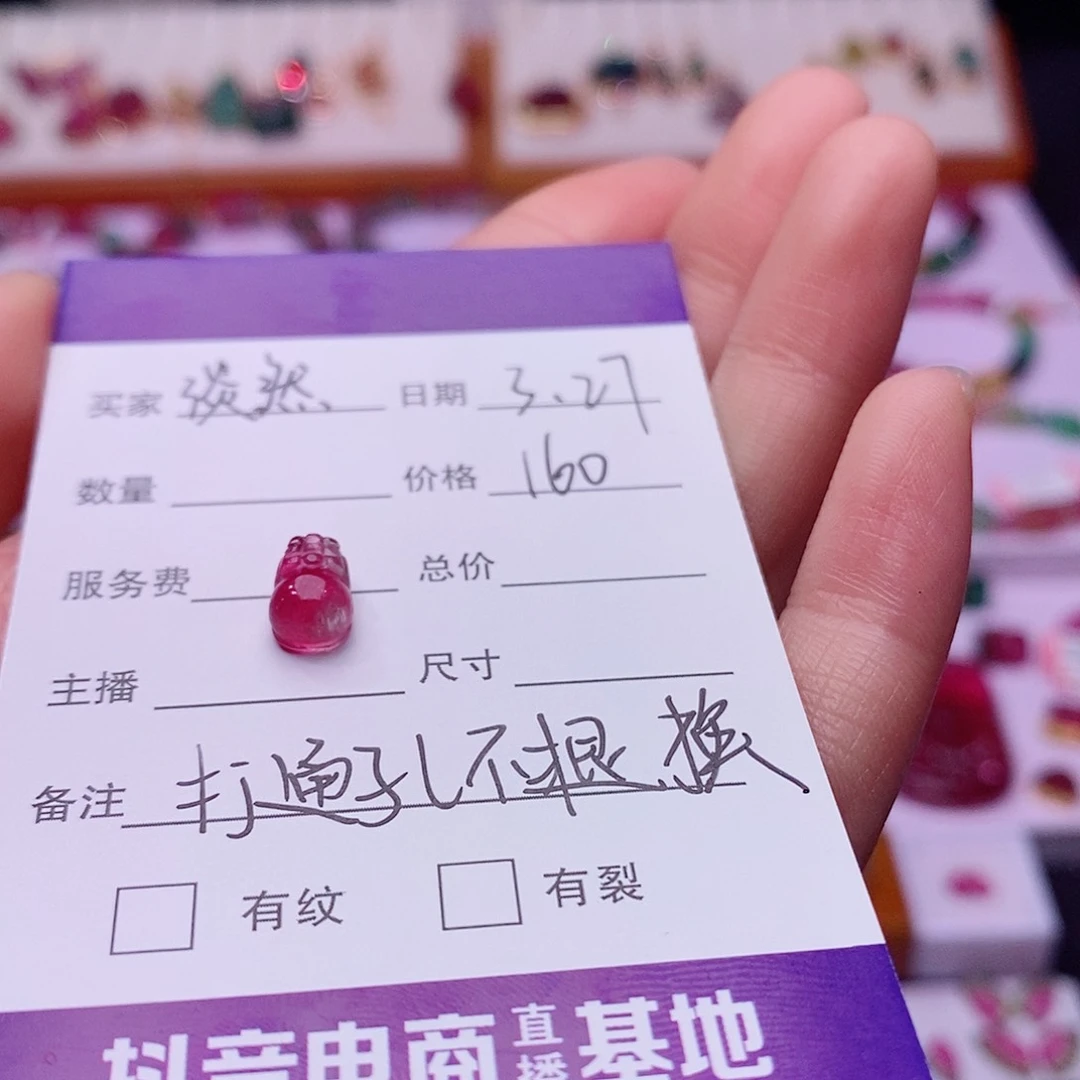 买家 淡然 日期 3.27
数量 价格 160
服务费 总价
主播 尺寸
备注 打通孔不
有纹 有裂
抖音电商直播基地